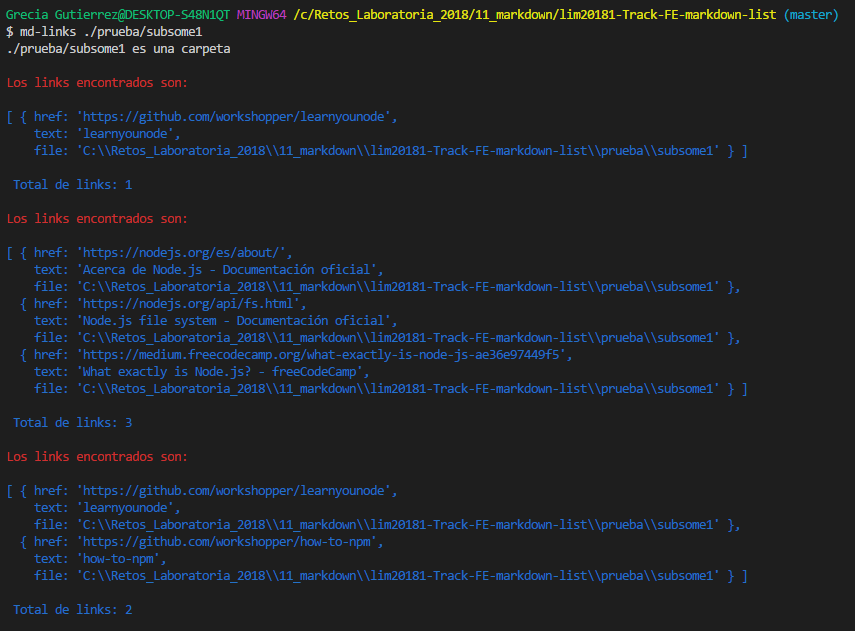 Grecia Gutierrez@DESKTOP-S48N1QT MINGW64 /c/Retos_Laboratoria_2018/11_markdown/lim20181-Track-FE-markdown-list (master)
$ md-links ./prueba/subsome1
./prueba/subsome1 es una carpeta
Los links encontrados son:
[ { href: 'https://github.com/workshopper/learnyounode',
text: 'learnyounode',
file: 'C:\\Retos_Laboratoria_2018\\11_markdown\\lim20181-Track-FE-markdown-list\\prueba\\subsome1' } ]
Total de links: 1
Los links encontrados son:
[ { href: 'https://nodejs.org/es/about/',
text: 'Acerca de Node.js - Documentación oficial',
file: 'C:\\Retos_Laboratoria_2018\\11_markdown\\lim20181-Track-FE-markdown-list\\prueba\\subsome1' },
{ href: 'https://nodejs.org/api/fs.html',
text: 'Node.js file system - Documentación oficial',
file: 'C:\\Retos_Laboratoria_2018\\11_markdown\\lim20181-Track-FE-markdown-list\\prueba\\subsome1' },
{ href: 'https://medium.freecodecamp.org/what-exactly-is-node-js-ae36e97449f5',
text: 'What exactly is Node.js? - freeCodeCamp',
file: 'C:\\Retos_Laboratoria_2018\\11_markdown\\lim20181-Track-FE-markdown-list\\prueba\\subsome1' } ]
Total de links: 3
Los links encontrados son:
[ { href: 'https://github.com/workshopper/learnyounode',
text: 'learnyounode',
file: 'C:\\Retos_Laboratoria_2018\\11_markdown\\lim20181-Track-FE-markdown-list\\prueba\\subsome1' },
{ href: 'https://github.com/workshopper/how-to-npm',
text: 'how-to-npm',
file: 'C:\\Retos_Laboratoria_2018\\11_markdown\\lim20181-Track-FE-markdown-list\\prueba\\subsome1' } ]
Total de links: 2